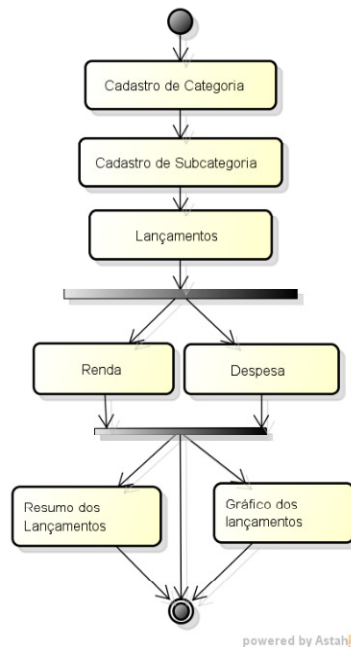 Cadastro de Categoria
Cadastro de Subcategoria
Lançamentos
Renda
Despesa
Resumo dos
Lançamentos
Gráfico dos
lançamentos
powered by Astah